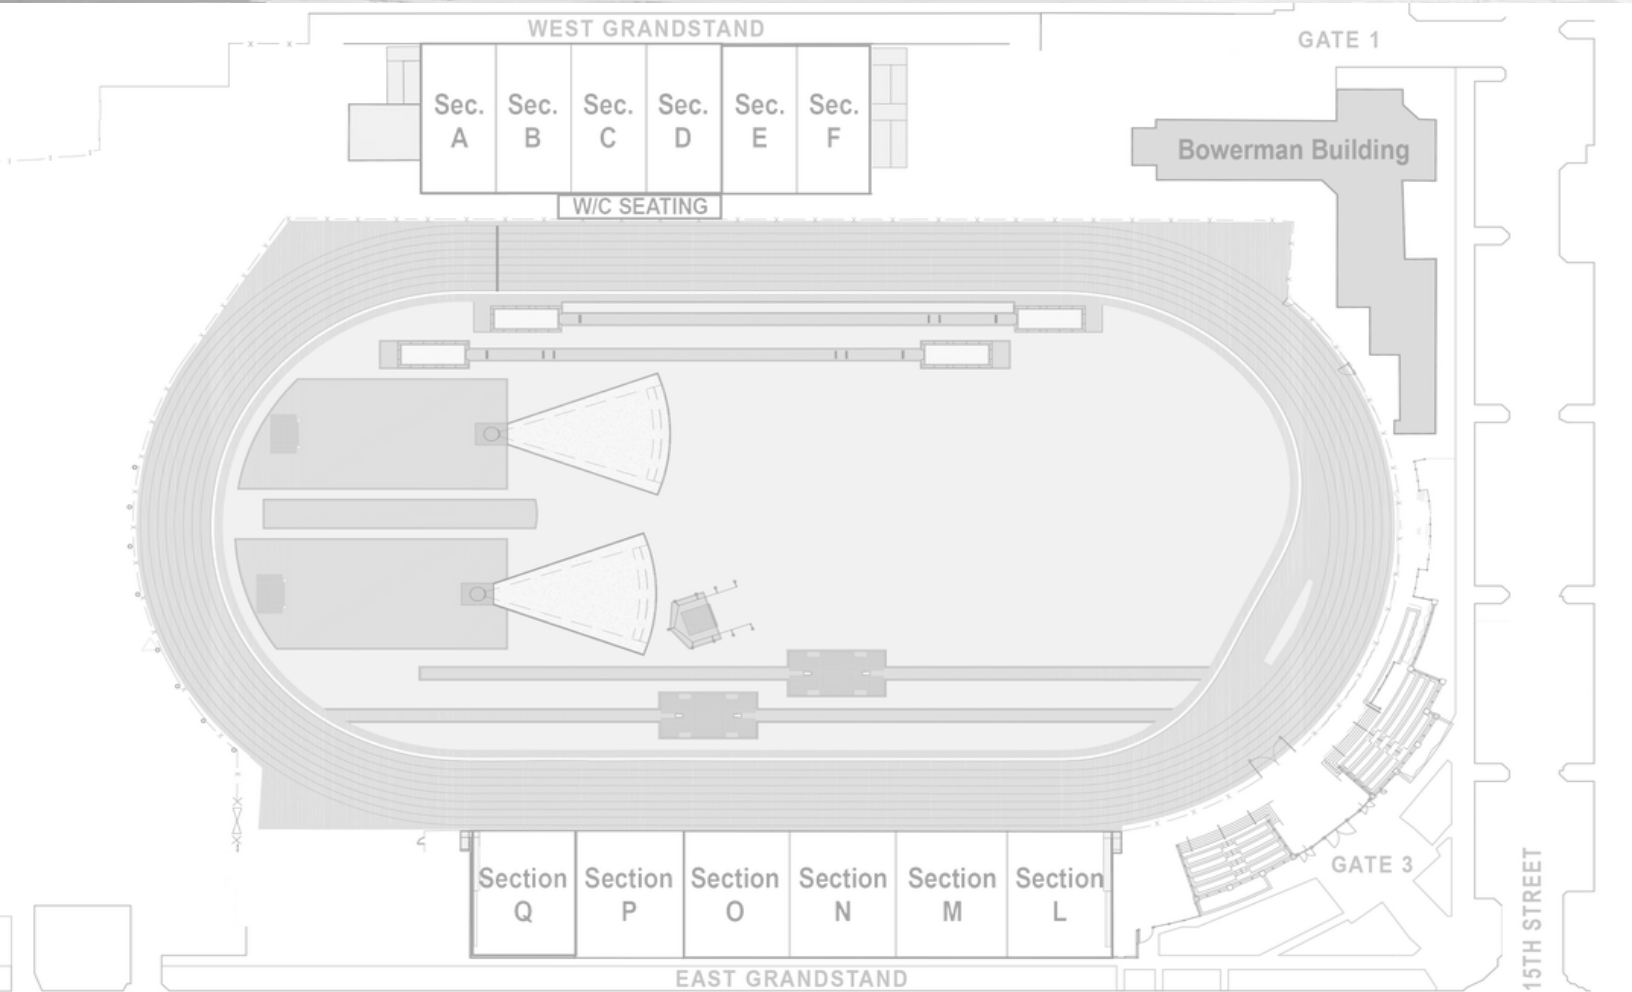 WEST GRANDSTAND
GATE 1
Sec.
A
Sec.
B
Sec.
C
Sec.
D
Sec.
E
Sec.
F
Bowerman Building
W/C SEATING
Section
Q
Section
P
Section
O
Section
N
Section
M
Section
L
GATE 3
15TH STREET
EAST GRANDSTAND